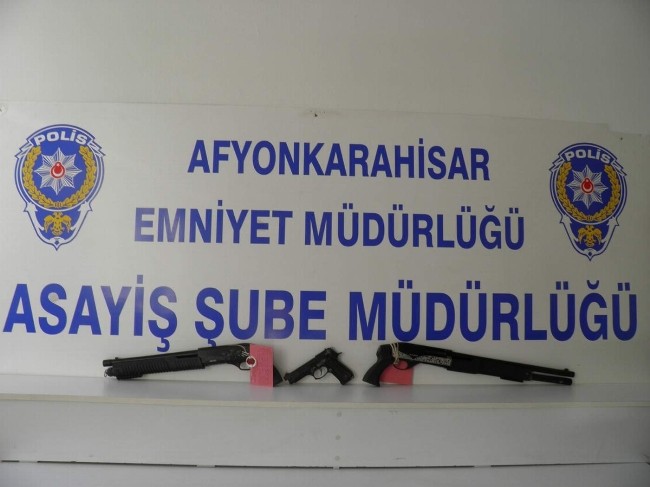 POLİS
POLİS
AFYONKARAHİSAR
EMNİYET MÜDÜRLÜĞÜ
ASAYİŞ ŞUBE MÜDÜRLÜĞÜ